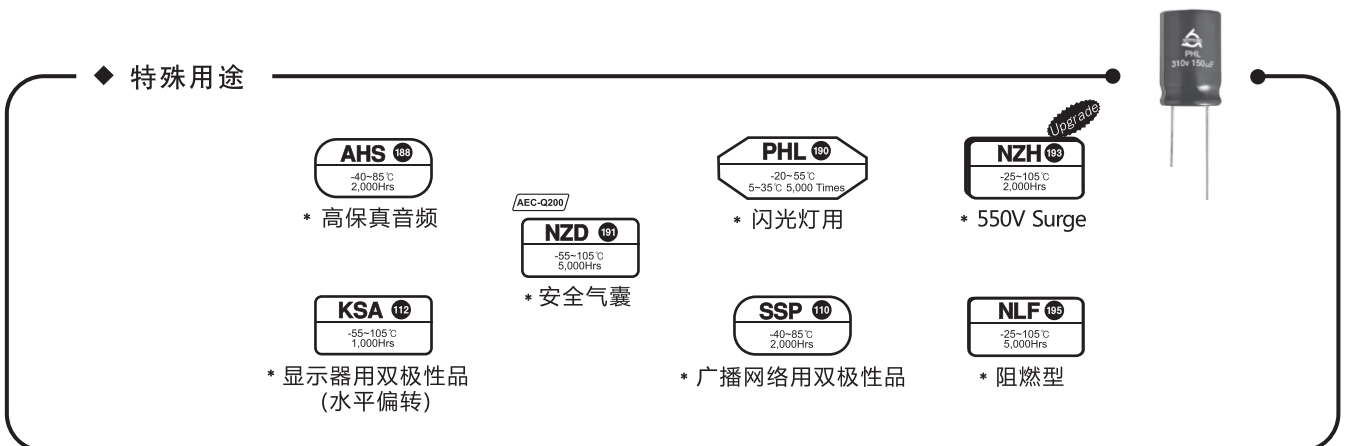 ◆ 特殊用途
PHL
310v 150µF
AHS 188
-40~85℃
2,000Hrs
* 高保真音频
AEC-Q200
NZD 191
-55~105℃
5,000Hrs
* 安全气囊
PHL 190
-20~55℃
5~35℃ 5,000 Times
* 闪光灯用
Upgrade
NZH 193
-25~105℃
2,000Hrs
* 550V Surge
KSA 112
-55~105℃
1,000Hrs
* 显示器用双极性品
(水平偏转)
SSP 110
-40~85℃
2,000Hrs
* 广播网络用双极性品
NLF 195
-25~105℃
5,000Hrs
* 阻燃型